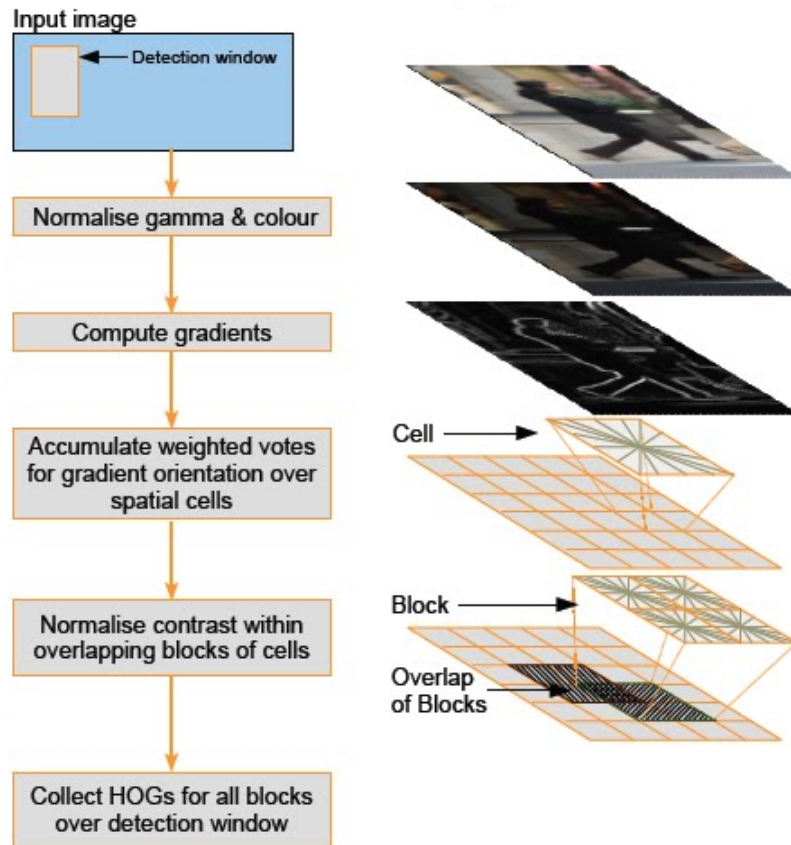 Input image
Detection window
Normalise gamma & colour
Compute gradients
Accumulate weighted votes
for gradient orientation over
spatial cells
Normalise contrast within
overlapping blocks of cells
Collect HOGs for all blocks
over detection window
Cell
Block
Overlap
of Blocks